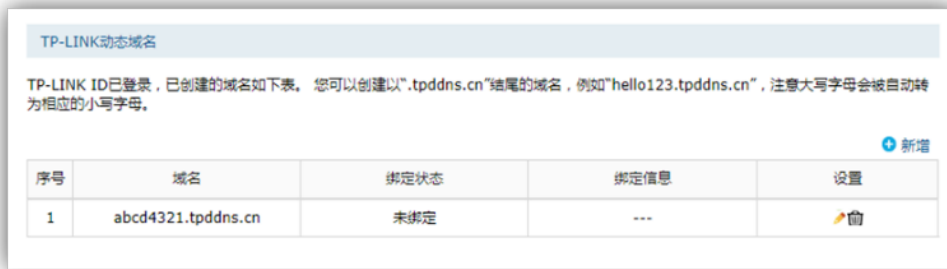 TP-LINK动态域名
TP-LINK ID已登录，已创建的域名如下表。 您可以创建以“.tpddns.cn”结尾的域名，例如“hello123.tpddns.cn”，注意大写字母会被自动转
为相应的小写字母。
新增
序号 域名 绑定状态 绑定信息 设置
1 abcd4321.tpddns.cn 未绑定 ---